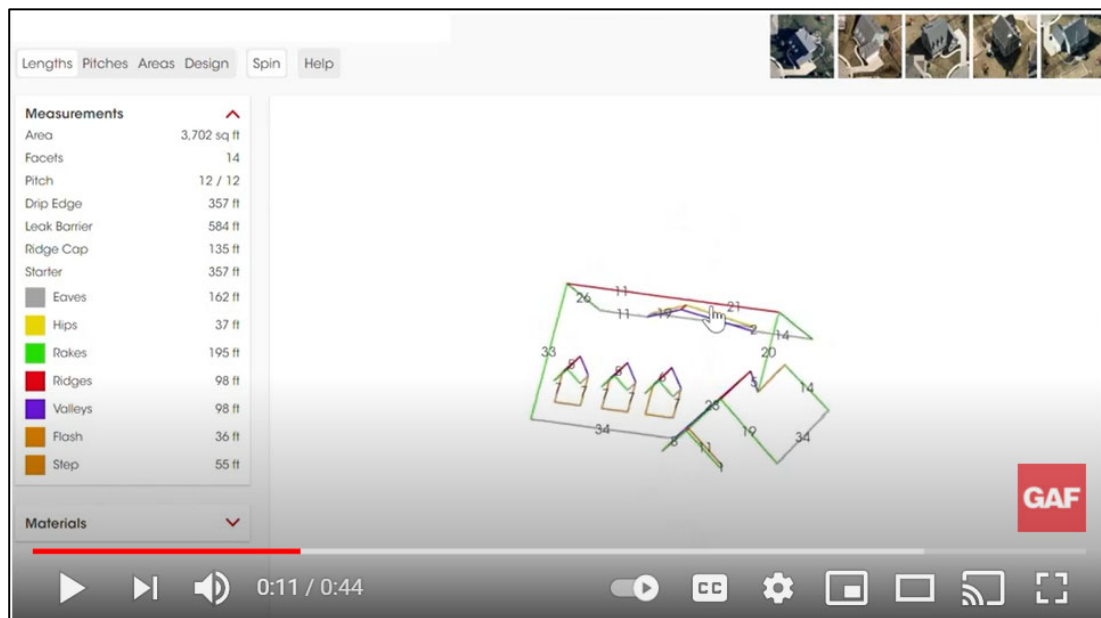 Lengths Pitches Areas Design Spin Help
Measurements
Area 3,702 sq ft
Facets 14
Pitch 12 / 12
Drip Edge 357 ft
Leak Barrier 584 ft
Ridge Cap 135 ft
Starter 357 ft
Eaves 162 ft
Hips 37 ft
Rakes 195 ft
Ridges 98 ft
Valleys 98 ft
Flash 36 ft
Step 55 ft
Materials
11
26
21
11
19
2
14
33
20
5
14
34
23
19
34
8
11
GAF
0:11 / 0:44
CC